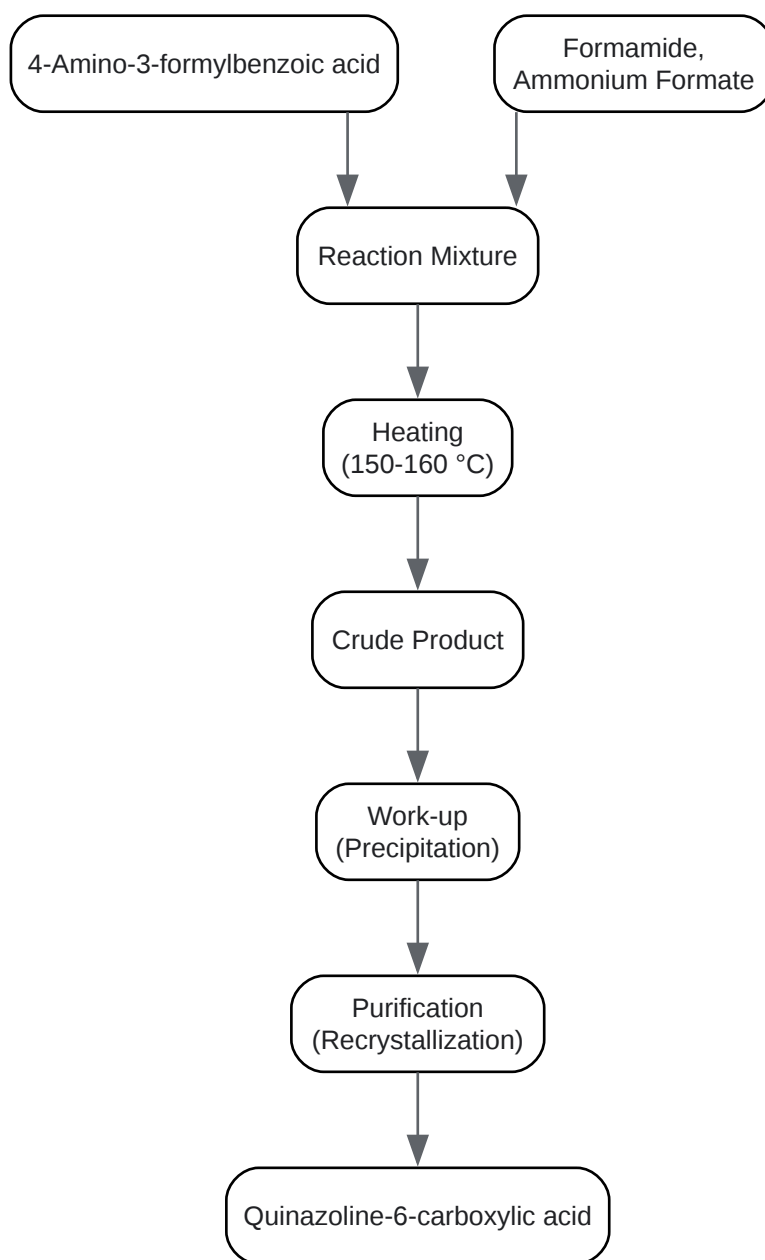 4-Amino-3-formylbenzoic acid
Formamide,
Ammonium Formate
Reaction Mixture
Heating
(150-160 °C)
Crude Product
Work-up
(Precipitation)
Purification
(Recrystallization)
Quinazoline-6-carboxylic acid